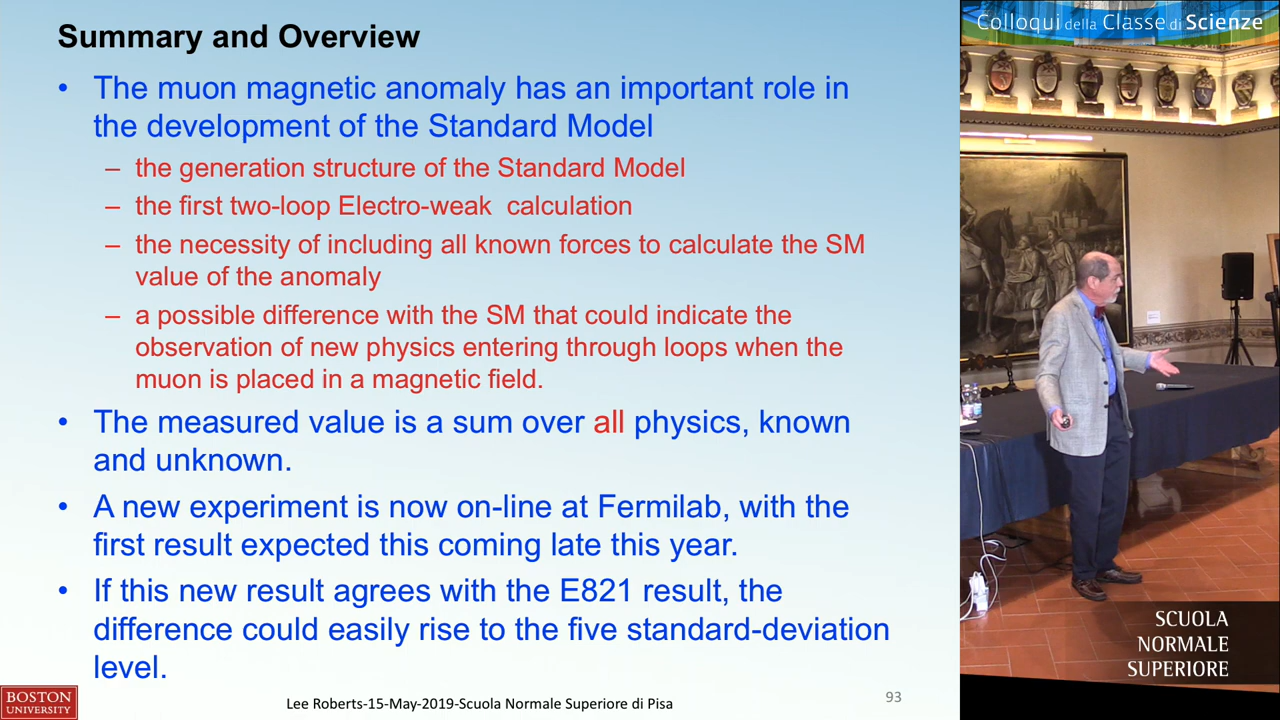 Summary and Overview
• The muon magnetic anomaly has an important role in
the development of the Standard Model
– the generation structure of the Standard Model
– the first two-loop Electro-weak calculation
– the necessity of including all known forces to calculate the SM
value of the anomaly
– a possible difference with the SM that could indicate the
observation of new physics entering through loops when the
muon is placed in a magnetic field.
• The measured value is a sum over all physics, known
and unknown.
• A new experiment is now on-line at Fermilab, with the
first result expected this coming late this year.
• If this new result agrees with the E821 result, the
difference could easily rise to the five standard-deviation
level.
BOSTON
UNIVERSITY
Lee Roberts-15-May-2019-Scuola Normale Superiore di Pisa
93
Colloqui della Classe di Scienze
SCUOLA
NORMALE
SUPERIORE